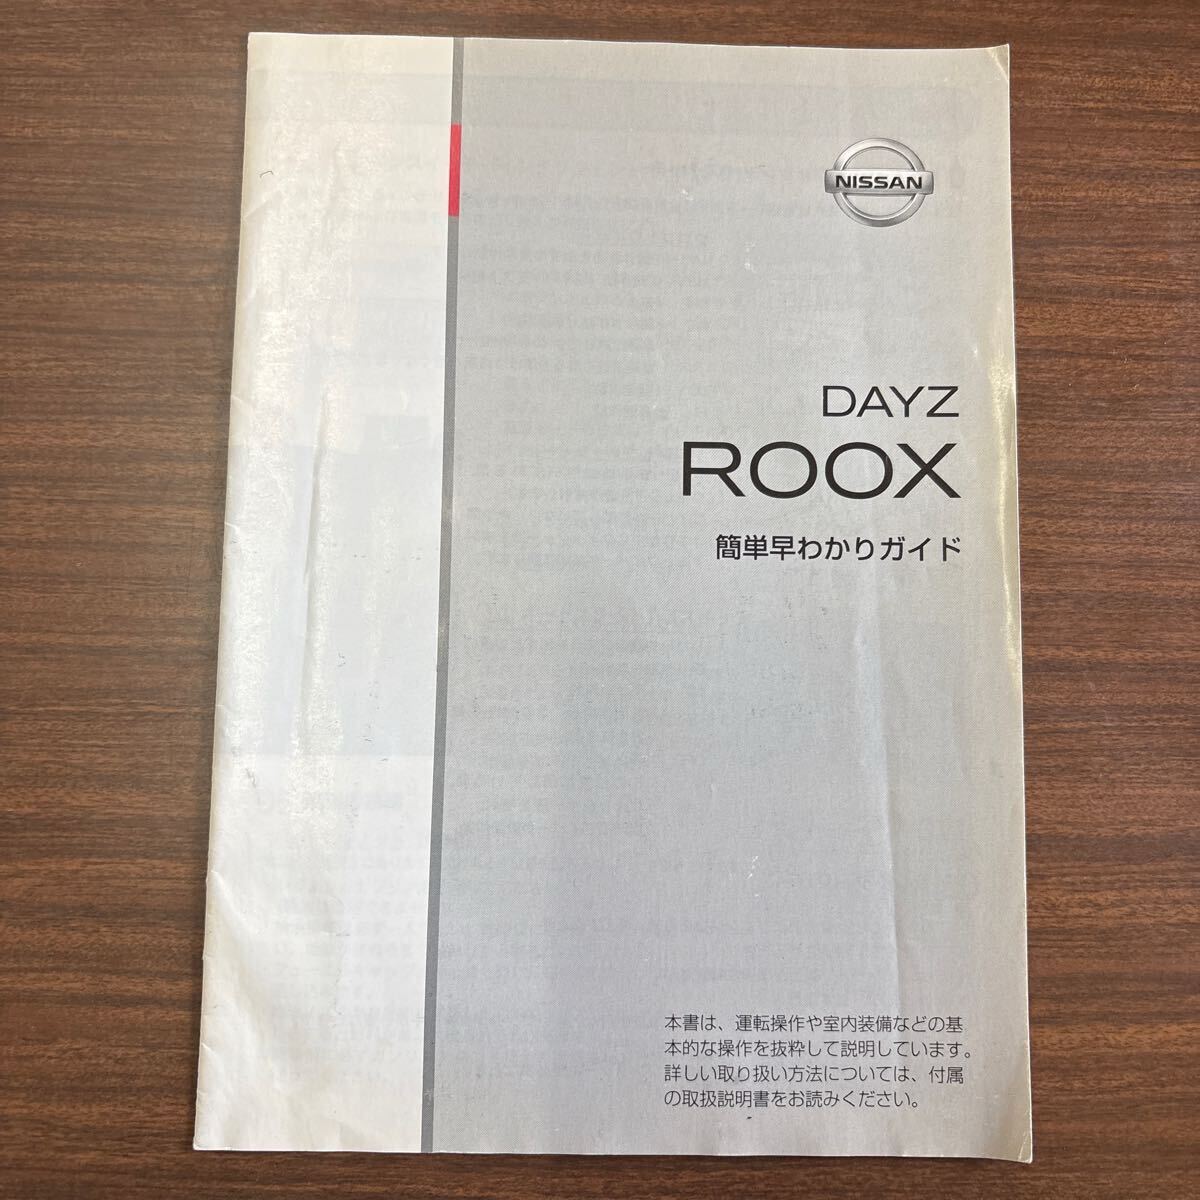 NISSAN
DAYZ
ROOX
簡単早わかりガイド
本書は、運転操作や室内装備などの基
本的な操作を抜粋して説明しています。
詳しい取り扱い方法については、付属
の取扱説明書をお読みください。